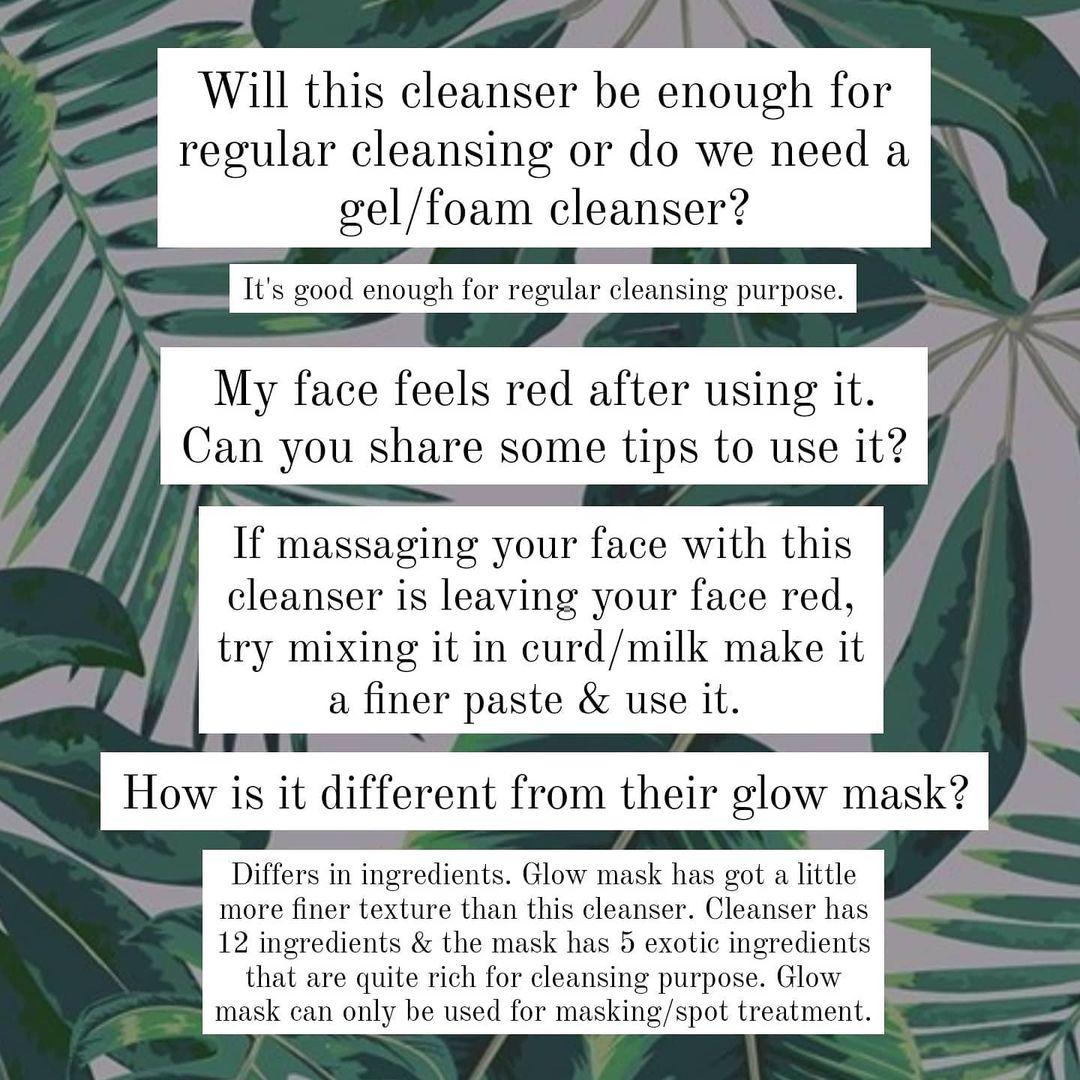 Will this cleanser be enough for
regular cleansing or do we need a
gel/foam cleanser?
It's good enough for regular cleansing purpose.
My face feels red after using it.
Can you share some tips to use it?
If massaging your face with this
cleanser is leaving your face red,
try mixing it in curd/milk make it
a finer paste & use it.
How is it different from their glow mask?
Differs in ingredients. Glow mask has got a little
more finer texture than this cleanser. Cleanser has
12 ingredients & the mask has 5 exotic ingredients
that are quite rich for cleansing purpose. Glow
mask can only be used for masking/spot treatment.